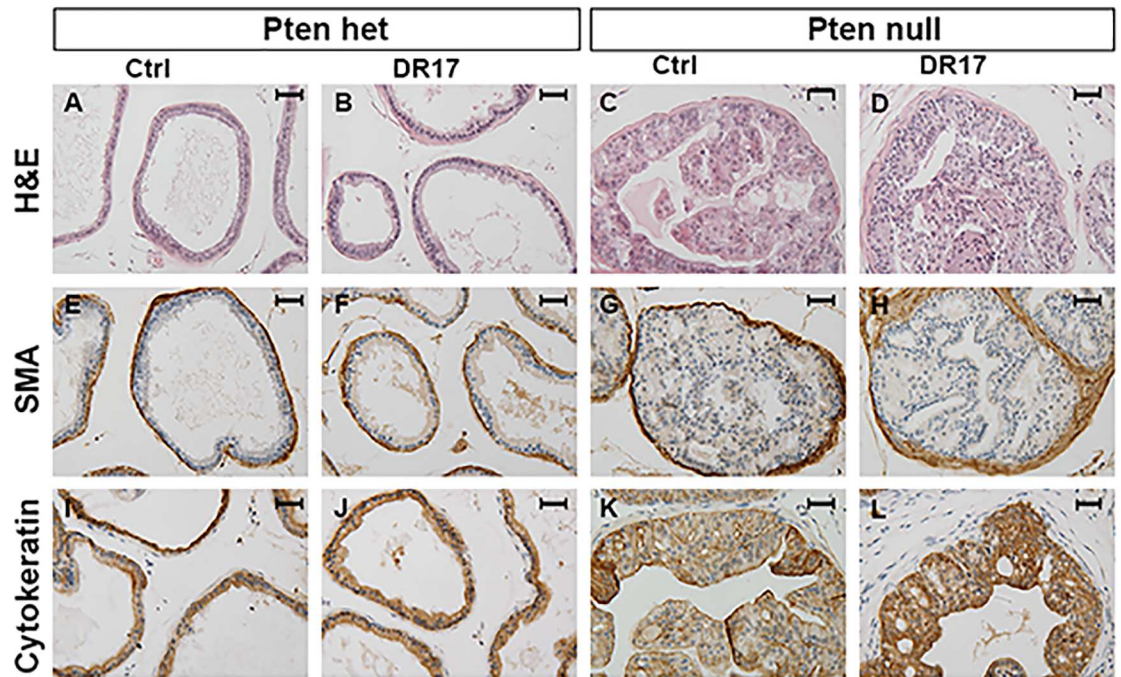 Pten het Pten null
Ctrl DR17 Ctrl DR17
H&E A B C D
SMA E F G H
Cytokeratin I J K L